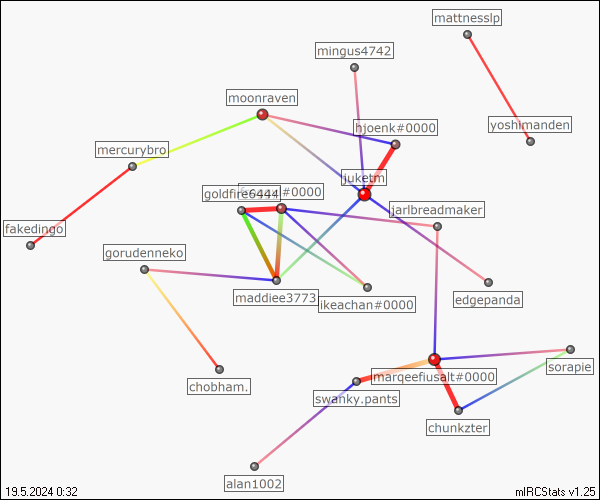 mattnesslp
mingus4742
moonraven
hjoenk#0000
yoshimanden
mercurybro
juketm
goldfire6444
#0000
jarlbreadmaker
fakedingo
gorudenneko
maddiee3773
ikeachan#0000
edgepanda
sorapie
marqeefiusalt#0000
chobham.
swanky.pants
chunkzter
alan1002
19.5.2024 0:32
mIRCStats v1.25